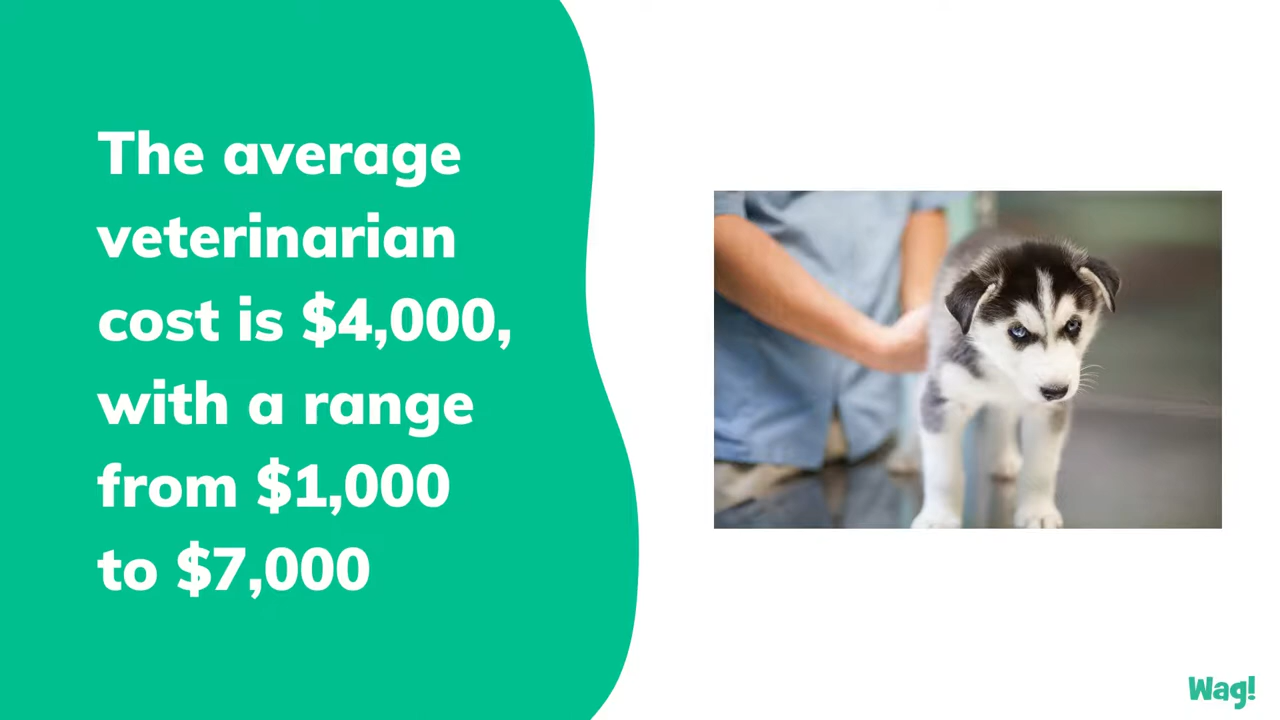 The average
veterinarian
cost is $4,000,
with a range
from $1,000
to $7,000
Wag!